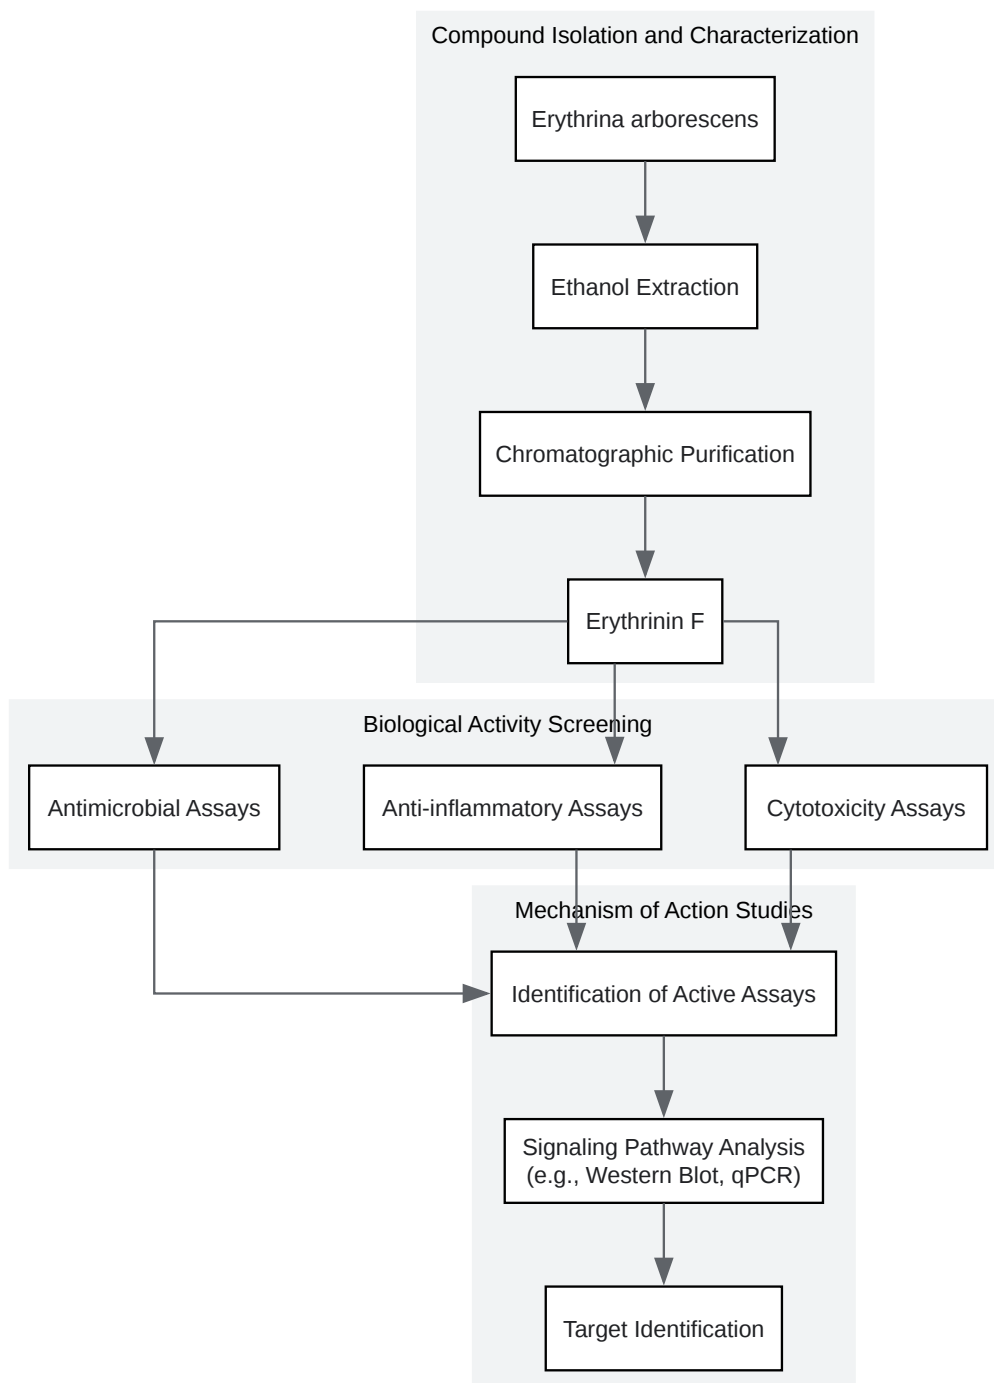 Compound Isolation and Characterization
Erythrina arborescens
Ethanol Extraction
Chromatographic Purification
Erythrinin F
Biological Activity Screening
Antimicrobial Assays
Anti-inflammatory Assays
Cytotoxicity Assays
Mechanism of Action Studies
Identification of Active Assays
Signaling Pathway Analysis
(e.g., Western Blot, qPCR)
Target Identification